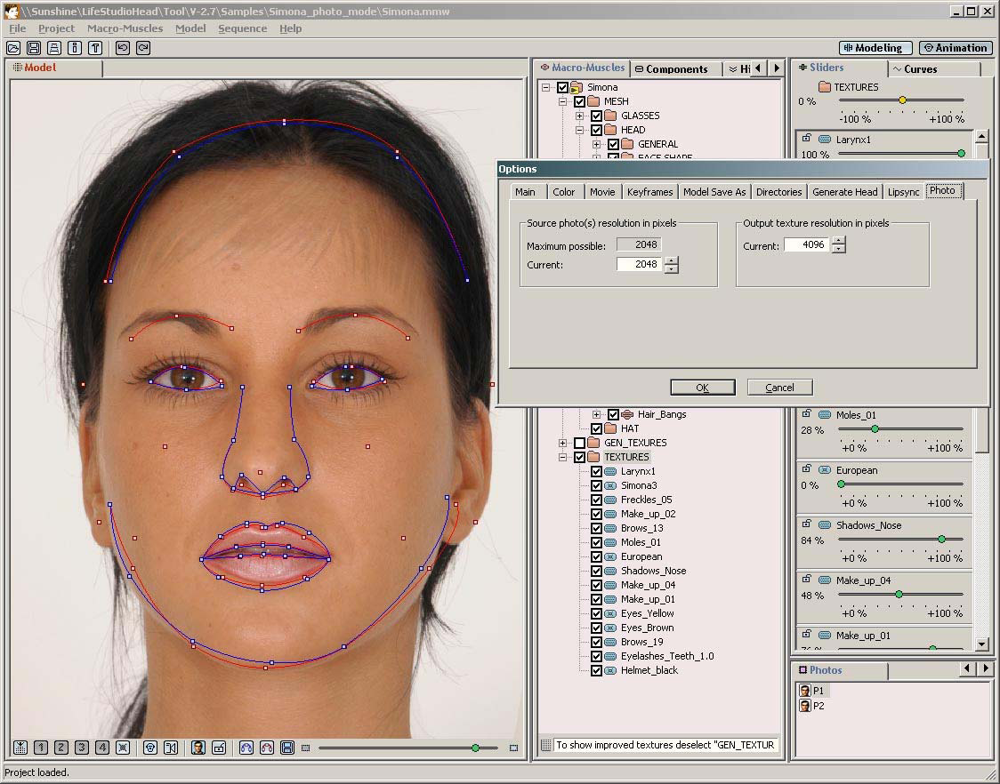 \\Sunshine\LifeStudioHead\Tool\V-2.7\Samples\Simona_photo_mode\Simona.mmw
File Project Macro-Muscles Model Sequence Help
Modeling Animation
Model
Macro-Muscles Components Hi
Sliders Curves
Simona
MESH
GLASSES
HEAD
GENERAL
FACE SHAPE
TEXTURES
0 %
-100 % +100 %
Larynx1
100 %
Options
Main Color Movie Keyframes Model Save As Directories Generate Head Lipsync Photo
Source photo(s) resolution in pixels
Maximum possible: 2048
Current: 2048
Output texture resolution in pixels
Current: 4096
OK Cancel
Hair_Bangs
HAT
GEN_TEXURES
TEXTURES
Larynx1
Simona3
Freckles_05
Make_up_02
Brows_13
Moles_01
European
Shadows_Nose
Make_up_04
Make_up_01
Eyes_Yellow
Eyes_Brown
Brows_19
Eyelashes_Teeth_1.0
Helmet_black
To show improved textures deselect "GEN_TEXTUR
Moles_01
28 %
+0 % +100 %
European
0 %
+0 % +100 %
Shadows_Nose
84 %
+0 % +100 %
Make_up_04
48 %
+0 % +100 %
Make_up_01
76 %
Photos
P1
P2
1 2 3 4
Project loaded.